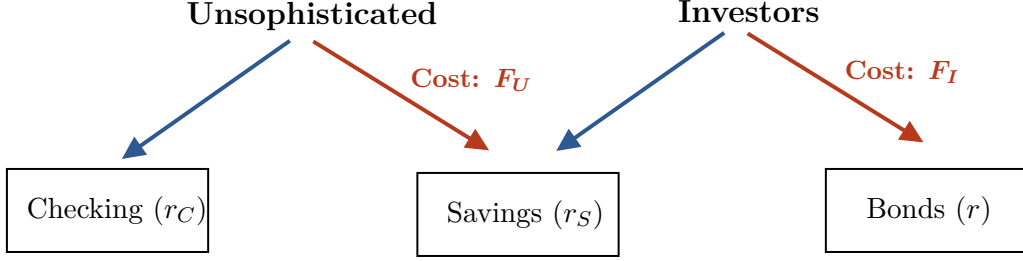 Unsophisticated
Investors
Cost: F_U
Cost: F_I
Checking (r_C)
Savings (r_S)
Bonds (r)